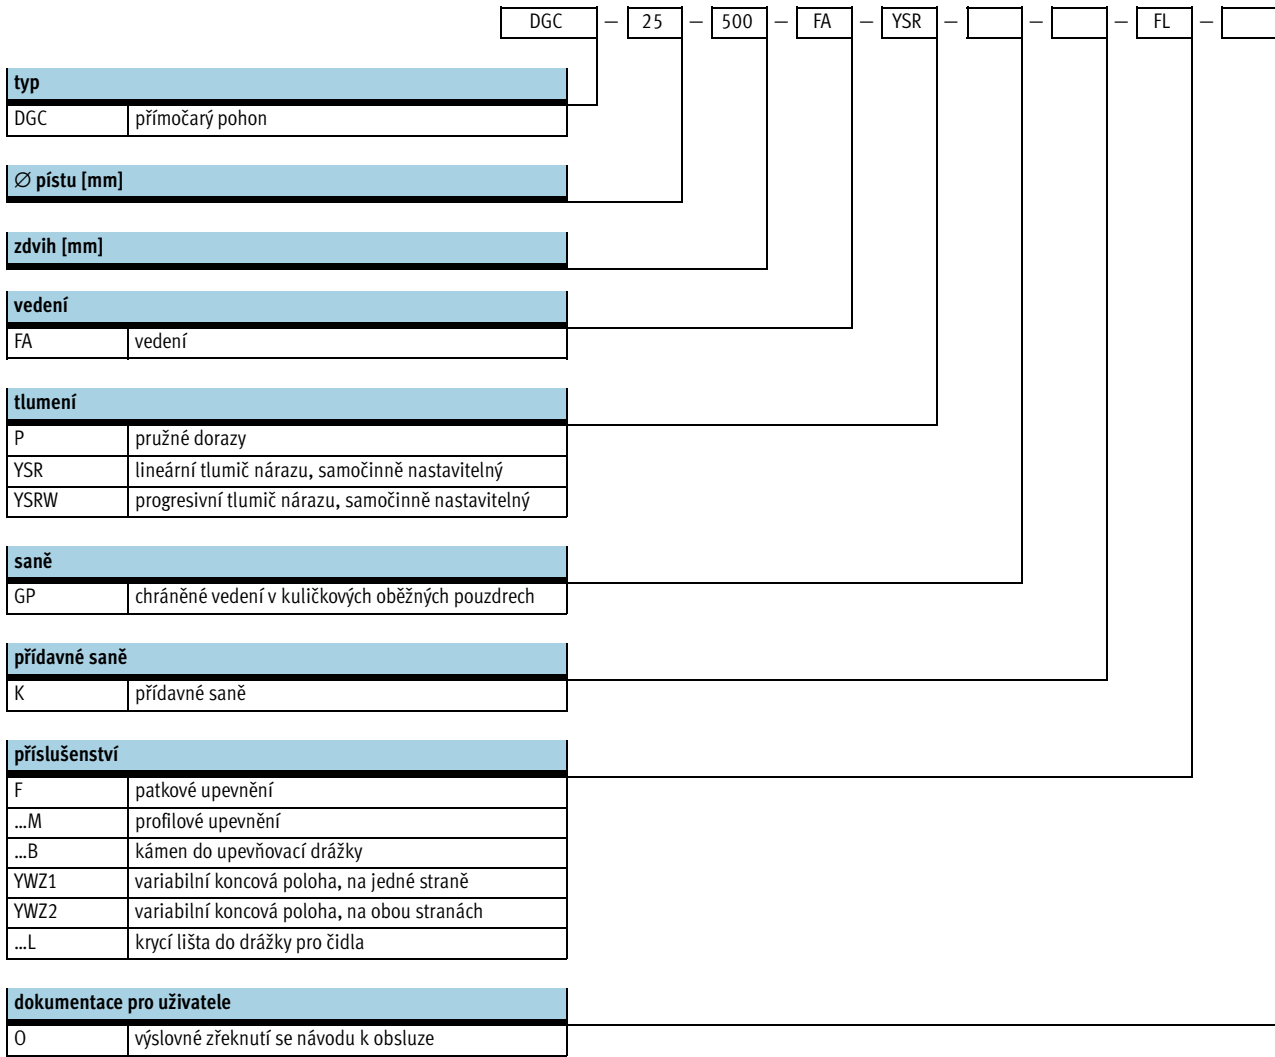 DGC – 25 – 500 – FA – YSR – – – FL –
typ
DGC přímočarý pohon
∅ pístu [mm]
zdvih [mm]
vedení
FA vedení
tlumení
P pružné dorazy
YSR lineární tlumič nárazu, samočinně nastavitelný
YSRW progresivní tlumič nárazu, samočinně nastavitelný
saně
GP chráněné vedení v kuličkových oběžných pouzdrech
přídavné saně
K přídavné saně
příslušenství
F patkové upevnění
...M profilové upevnění
...B kámen do upevňovací drážky
YWZ1 variabilní koncová poloha, na jedné straně
YWZ2 variabilní koncová poloha, na obou stranách
...L krycí lišta do drážky pro čidla
dokumentace pro uživatele
O výslovné zřeknutí se návodu k obsluze